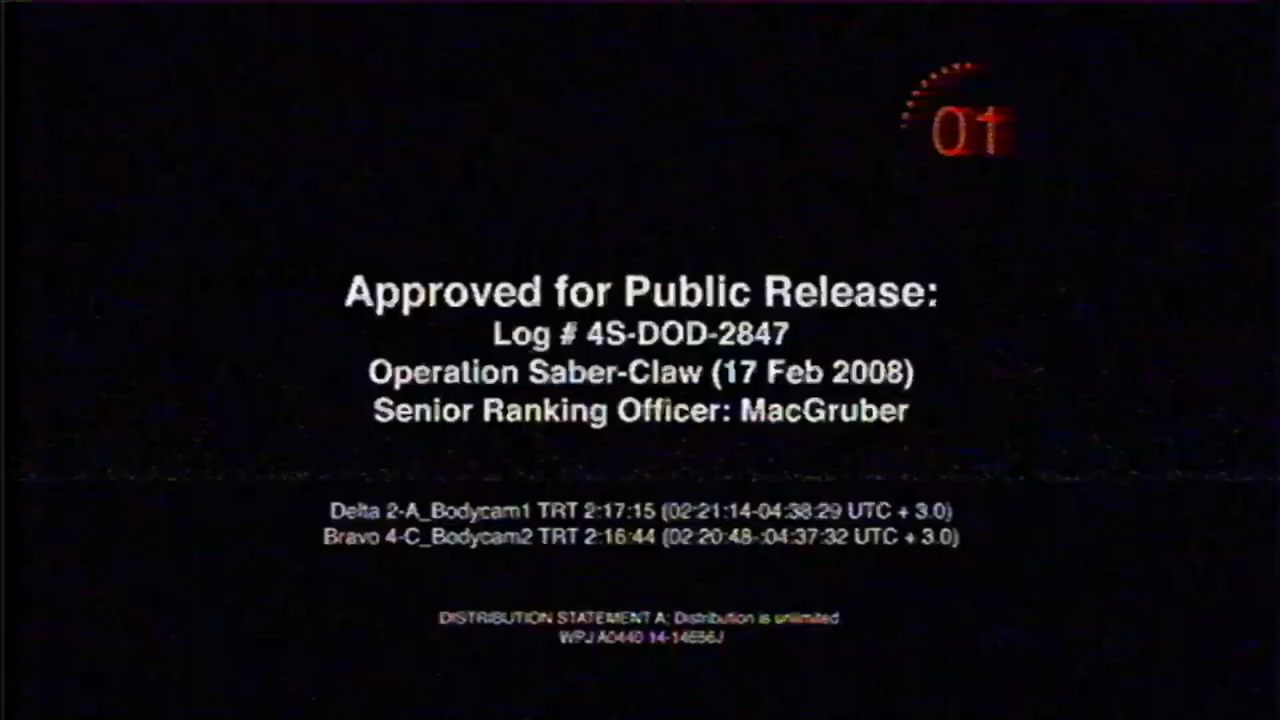 01
Approved for Public Release:
Log # 4S-DOD-2847
Operation Saber-Claw (17 Feb 2008)
Senior Ranking Officer: MacGruber
Delta 2-A_Bodycam1 TRT 2:17:15 (02:21:14-04:38:29 UTC + 3.0)
Bravo 4-C_Bodycam2 TRT 2:16:44 (02:20:48-:04:37:32 UTC + 3.0)
DISTRIBUTION STATEMENT A: Distribution is unlimited
WPJ A0440